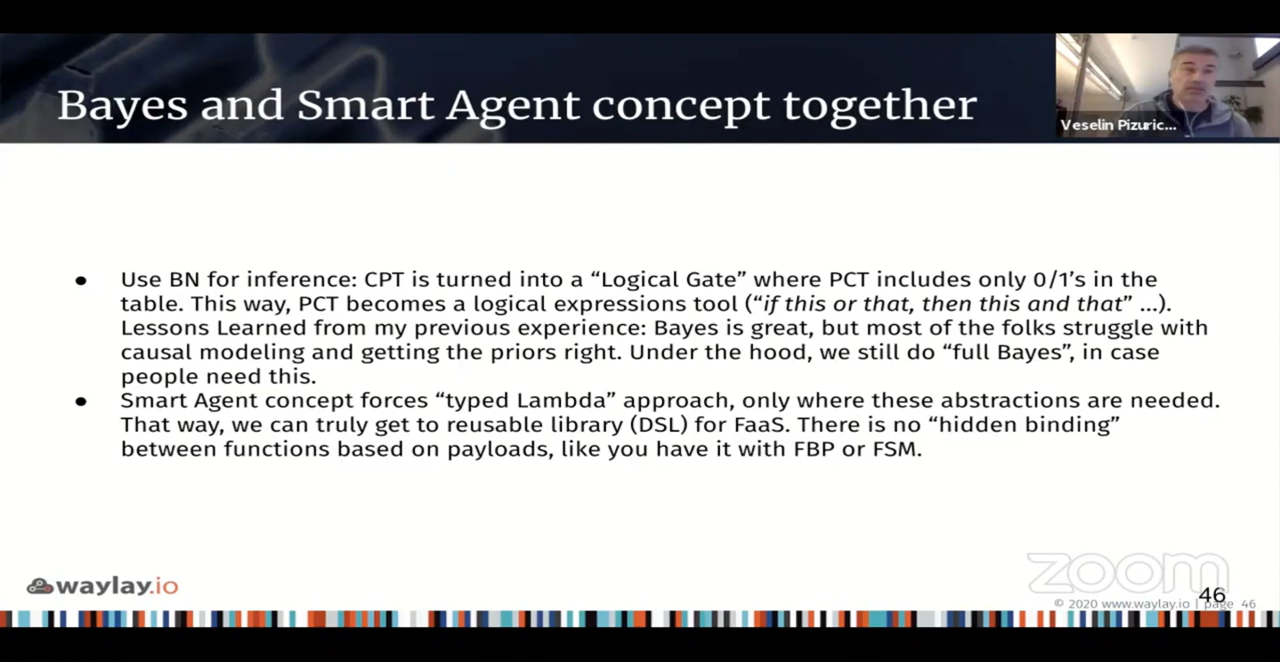 Bayes and Smart Agent concept together
Veselin Pizuric...
● Use BN for inference: CPT is turned into a “Logical Gate” where PCT includes only 0/1’s in the
table. This way, PCT becomes a logical expressions tool (“if this or that, then this and that” ...).
Lessons Learned from my previous experience: Bayes is great, but most of the folks struggle with
causal modeling and getting the priors right. Under the hood, we still do “full Bayes”, in case
people need this.
● Smart Agent concept forces “typed Lambda” approach, only where these abstractions are needed.
That way, we can truly get to reusable library (DSL) for FaaS. There is no “hidden binding”
between functions based on payloads, like you have it with FBP or FSM.
waylay.io
zoom
46
© 2020 www.waylay.io | page 46